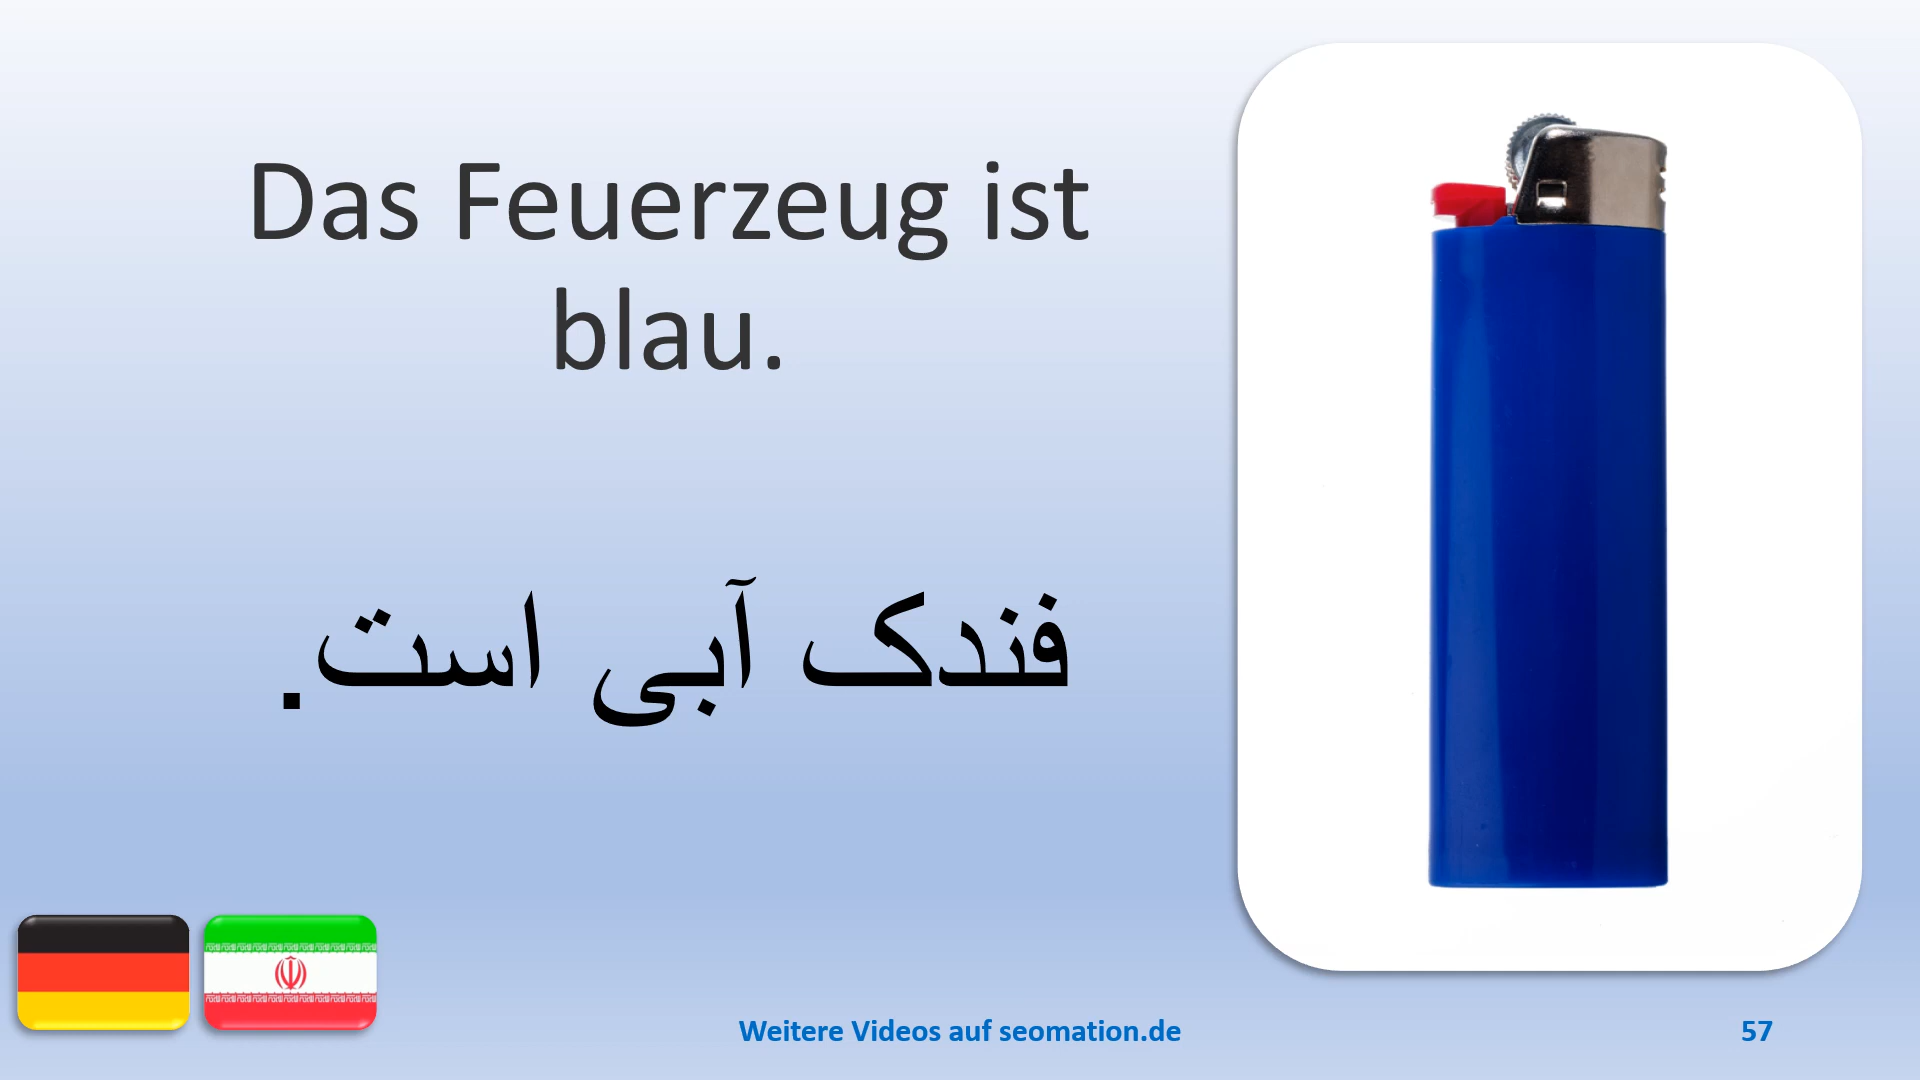 Das Feuerzeug ist
blau.
فندک آبی است.
Weitere Videos auf seomation.de
57